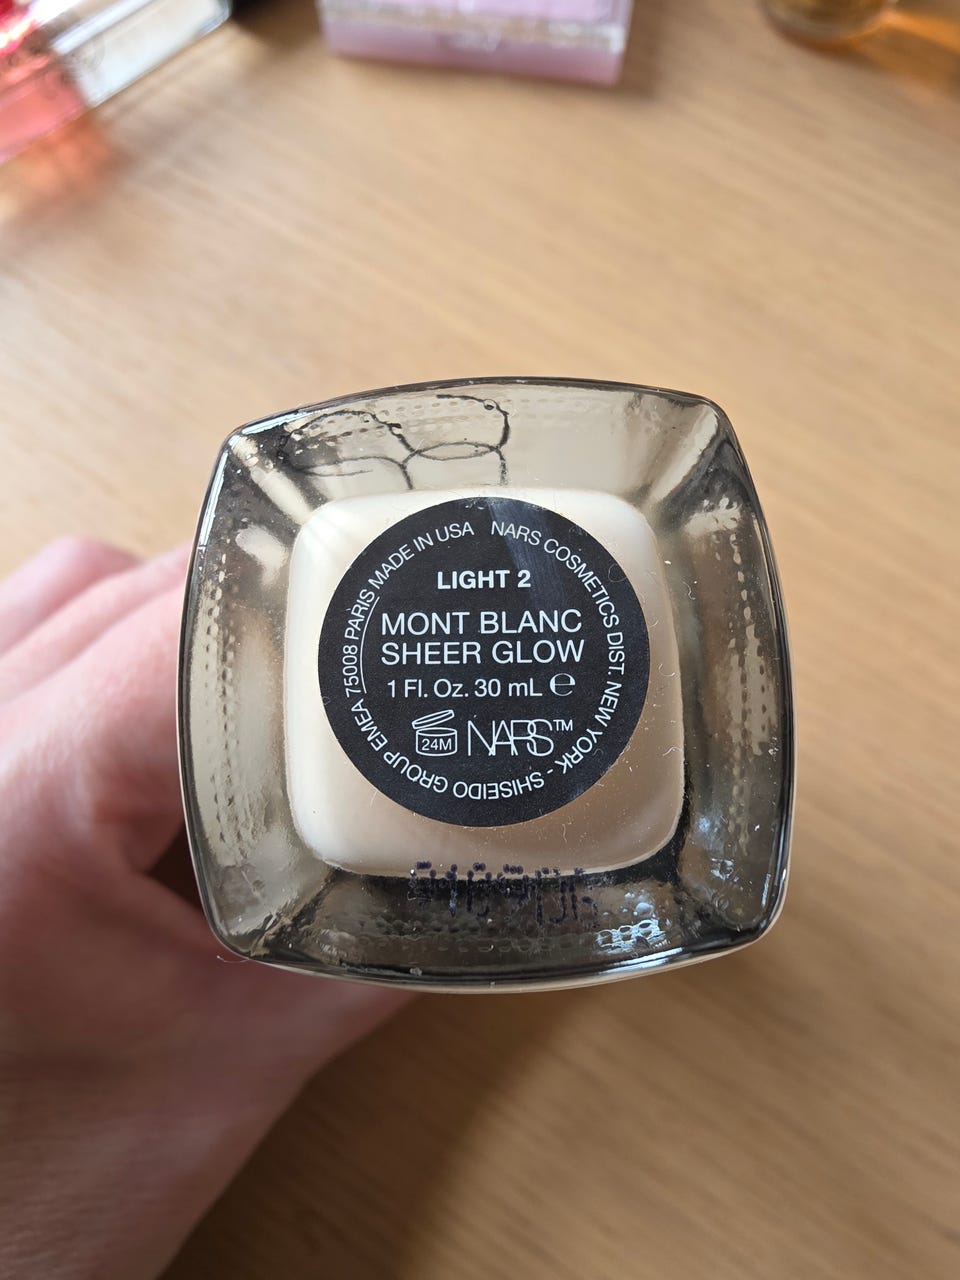 NARS COSMETICS DIST. NEW YORK - SHISEIDO GROUP EMEA 75008 PARIS MADE IN USA
LIGHT 2
MONT BLANC
SHEER GLOW
1 Fl. Oz. 30 mL ℮
24M NARS™